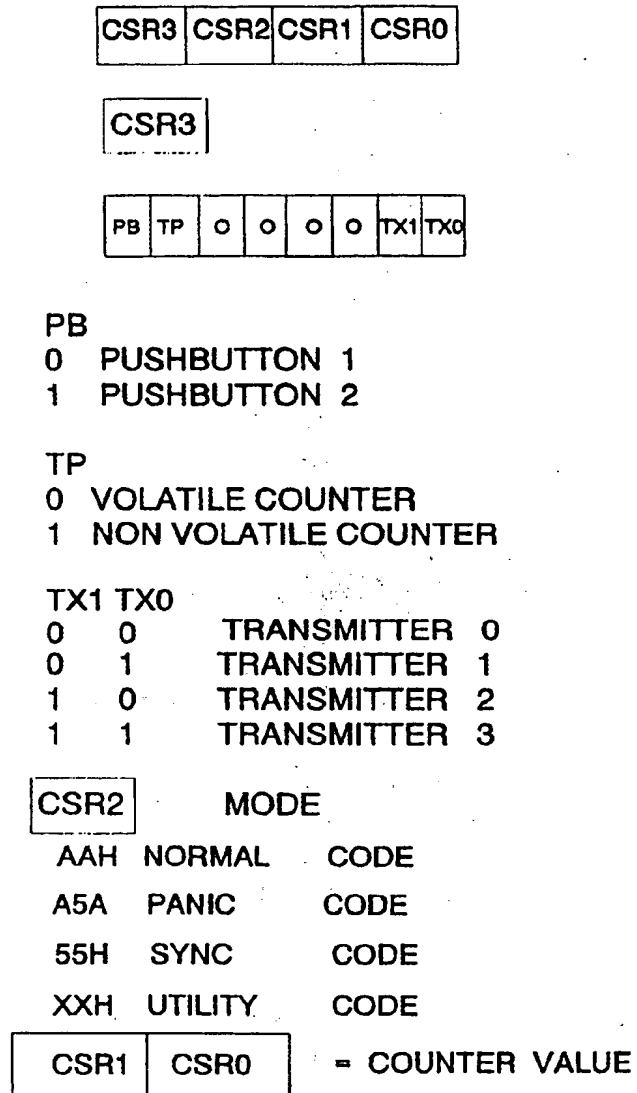 CSR3 CSR2 CSR1 CSR0
CSR3
PB TP O O O O TX1 TX0
PB
0 PUSHBUTTON 1
1 PUSHBUTTON 2
TP
0 VOLATILE COUNTER
1 NON VOLATILE COUNTER
TX1 TX0
0 0 TRANSMITTER 0
0 1 TRANSMITTER 1
1 0 TRANSMITTER 2
1 1 TRANSMITTER 3
CSR2 MODE
AAH NORMAL CODE
A5A PANIC CODE
55H SYNC CODE
XXH UTILITY CODE
CSR1 CSR0 = COUNTER VALUE